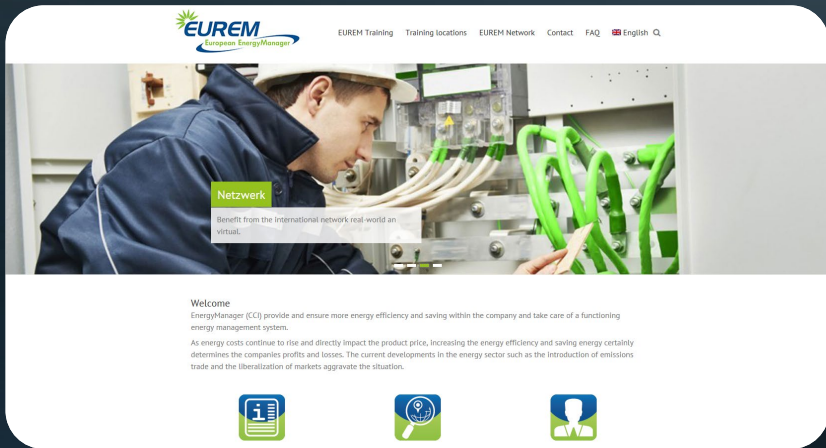 EUREM
European EnergyManager
EUREM Training Training locations EUREM Network Contact FAQ English
Netzwerk
Benefit from the international network real-world an
virtual.
Welcome
EnergyManager (CCI) provide and ensure more energy efficiency and saving within the company and take care of a functioning
energy management system.
As energy costs continue to rise and directly impact the product price, increasing the energy efficiency and saving energy certainly
determines the companies profits and losses. The current developments in the energy sector such as the introduction of emissions
trade and the liberalization of markets aggravate the situation.